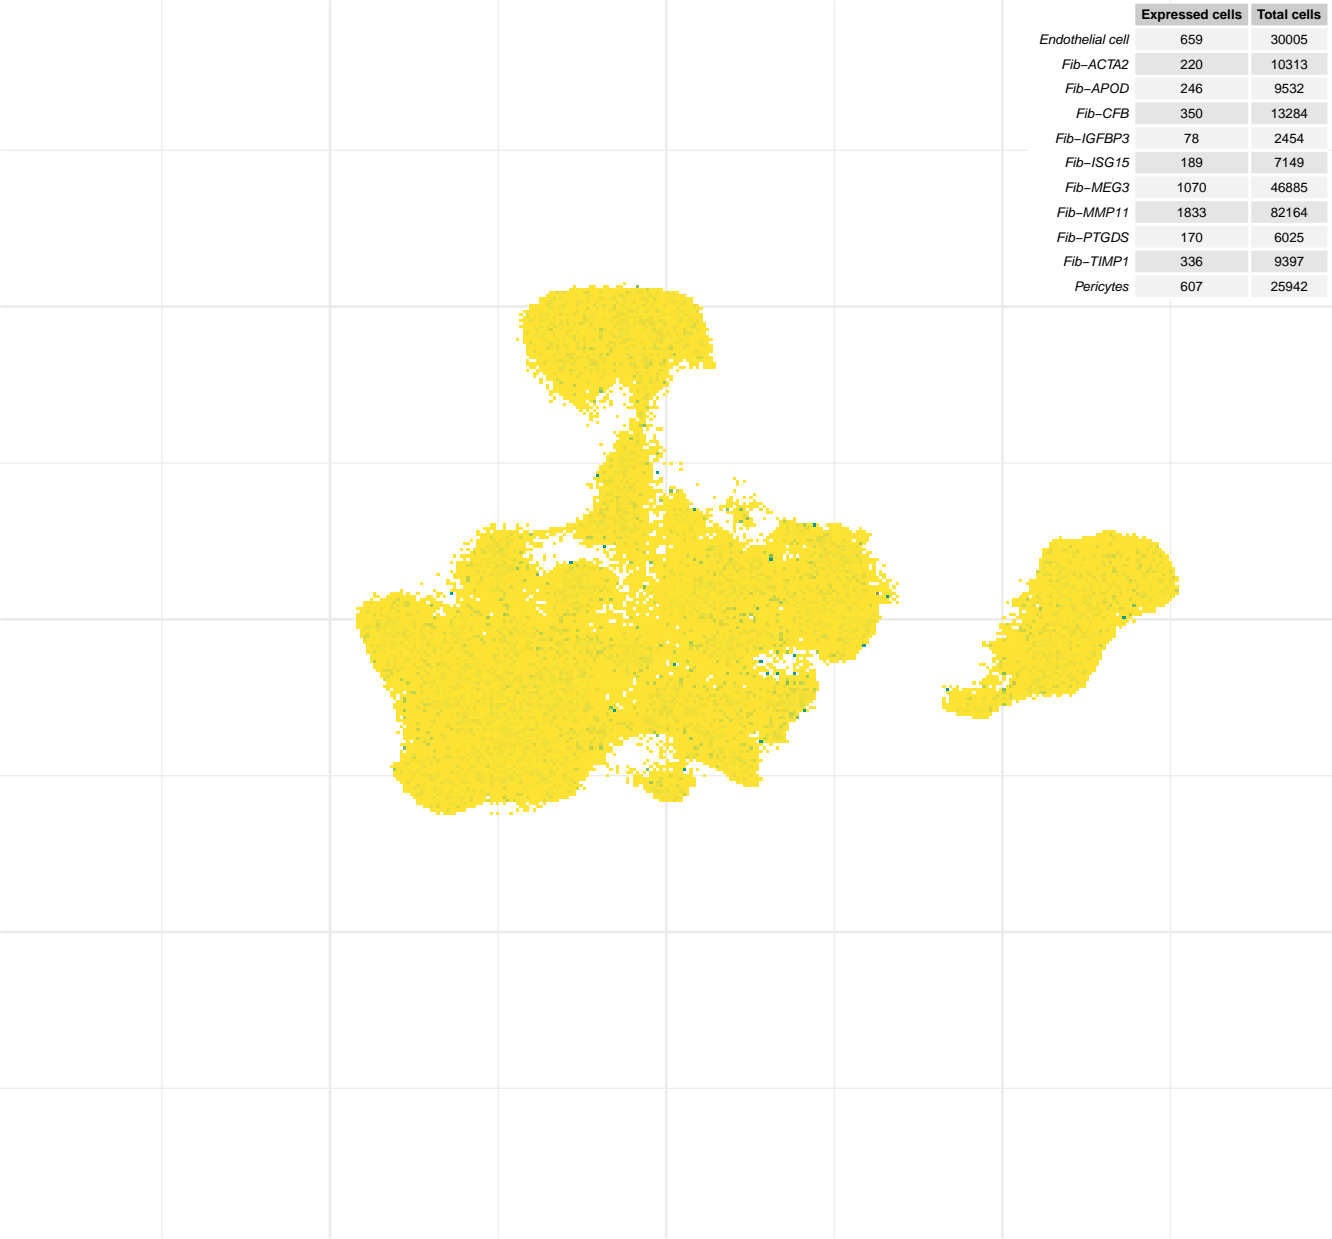 Expressed cells Total cells
Endothelial cell 659 30005
Fib−ACTA2 220 10313
Fib−APOD 246 9532
Fib−CFB 350 13284
Fib−IGFBP3 78 2454
Fib−ISG15 189 7149
Fib−MEG3 1070 46885
Fib−MMP11 1833 82164
Fib−PTGDS 170 6025
Fib−TIMP1 336 9397
Pericytes 607 25942